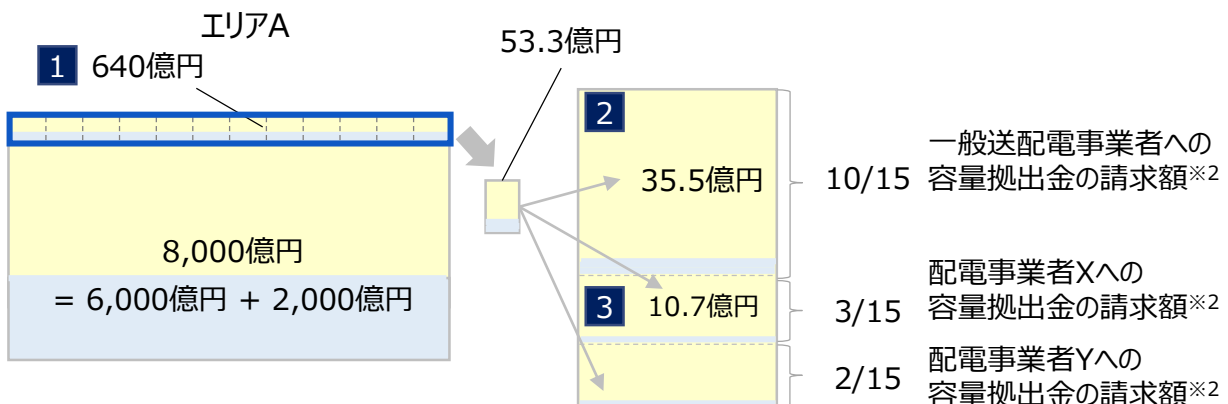 エリアA
1 640億円
53.3億円
8,000億円
= 6,000億円 + 2,000億円
2
35.5億円
10/15
一般送配電事業者への
容量拠出金の請求額※2
3 10.7億円
3/15
配電事業者Xへの
容量拠出金の請求額※2
2/15
配電事業者Yへの
容量拠出金の請求額※2